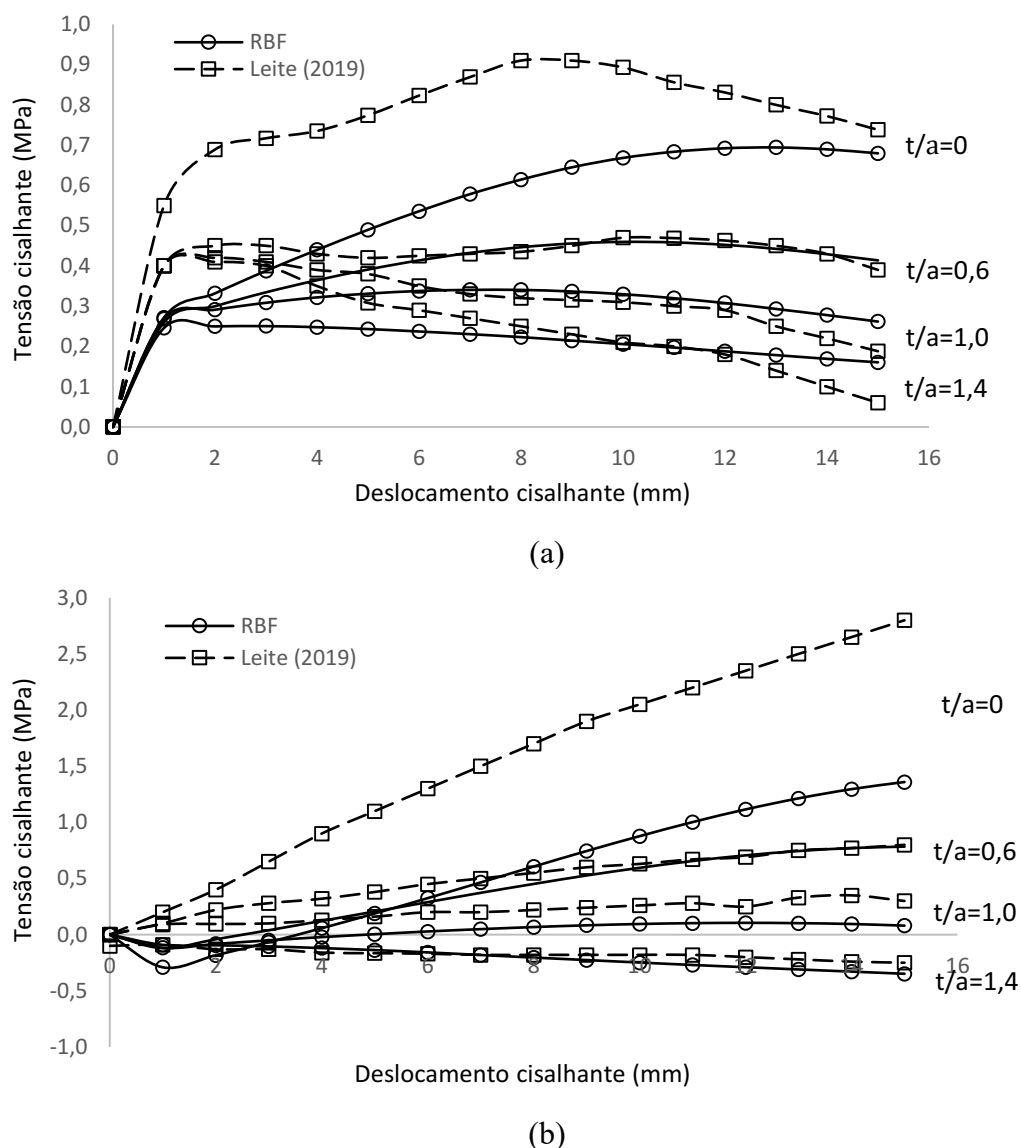 1,0
0,9
0,8
0,7
0,6
0,5
0,4
0,3
0,2
0,1
0,0
Tensão cisalhante (MPa)
RBF
Leite (2019)
t/a=0
t/a=0,6
t/a=1,0
t/a=1,4
0 2 4 6 8 10 12 14 16
Deslocamento cisalhante (mm)
(a)
3,0
2,5
2,0
1,5
1,0
0,5
0,0
-0,5
-1,0
Tensão cisalhante (MPa)
RBF
Leite (2019)
t/a=0
t/a=0,6
t/a=1,0
t/a=1,4
0 2 4 6 8 10 12 14 16
Deslocamento cisalhante (mm)
(b)